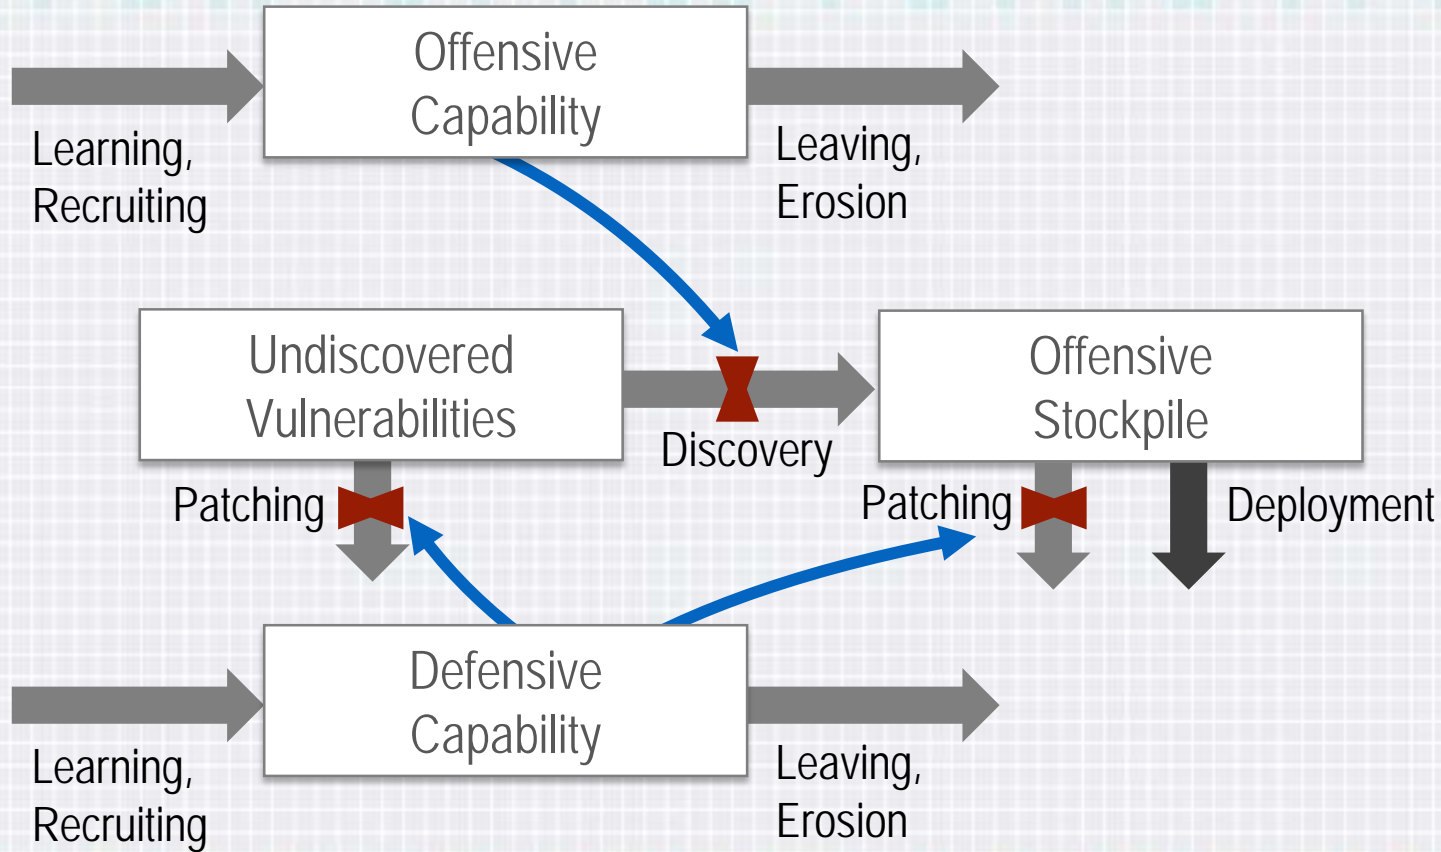 Offensive
Capability
Learning,
Recruiting
Leaving,
Erosion
Undiscovered
Vulnerabilities
Discovery
Offensive
Stockpile
Patching
Patching
Deployment
Defensive
Capability
Learning,
Recruiting
Leaving,
Erosion